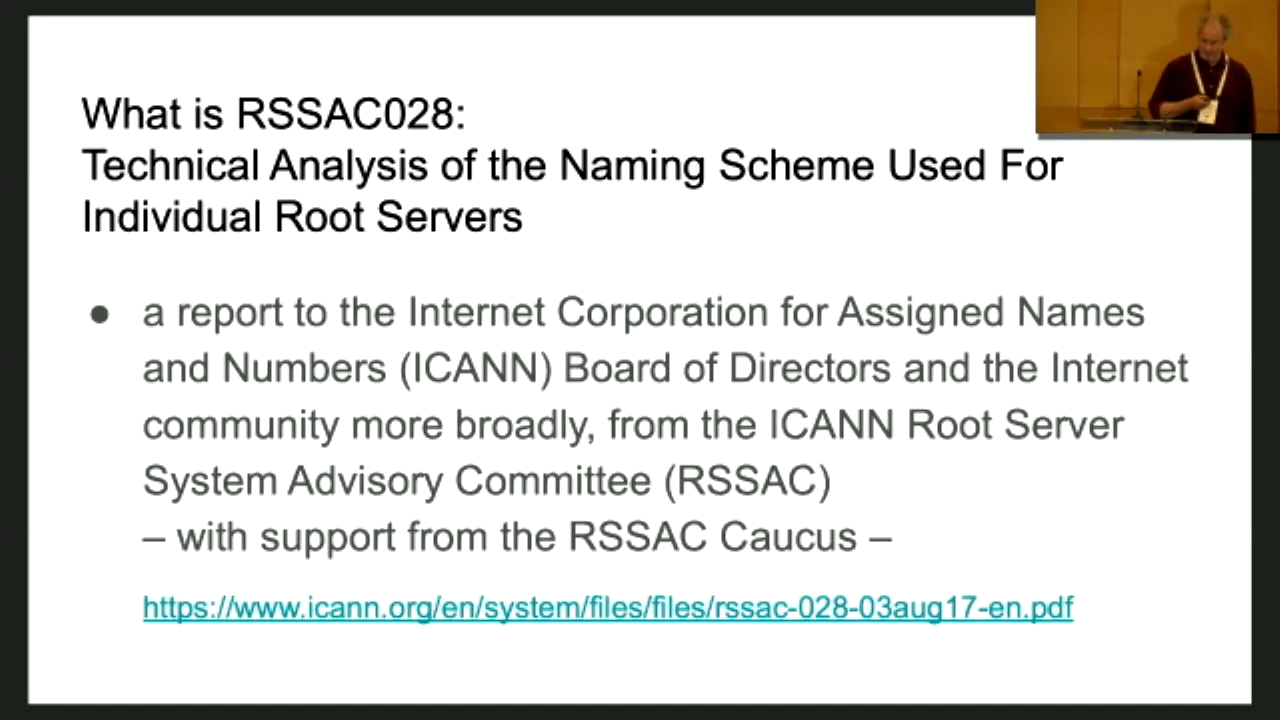 What is RSSAC028:
Technical Analysis of the Naming Scheme Used For
Individual Root Servers
● a report to the Internet Corporation for Assigned Names
and Numbers (ICANN) Board of Directors and the Internet
community more broadly, from the ICANN Root Server
System Advisory Committee (RSSAC)
– with support from the RSSAC Caucus –
https://www.icann.org/en/system/files/files/rssac-028-03aug17-en.pdf